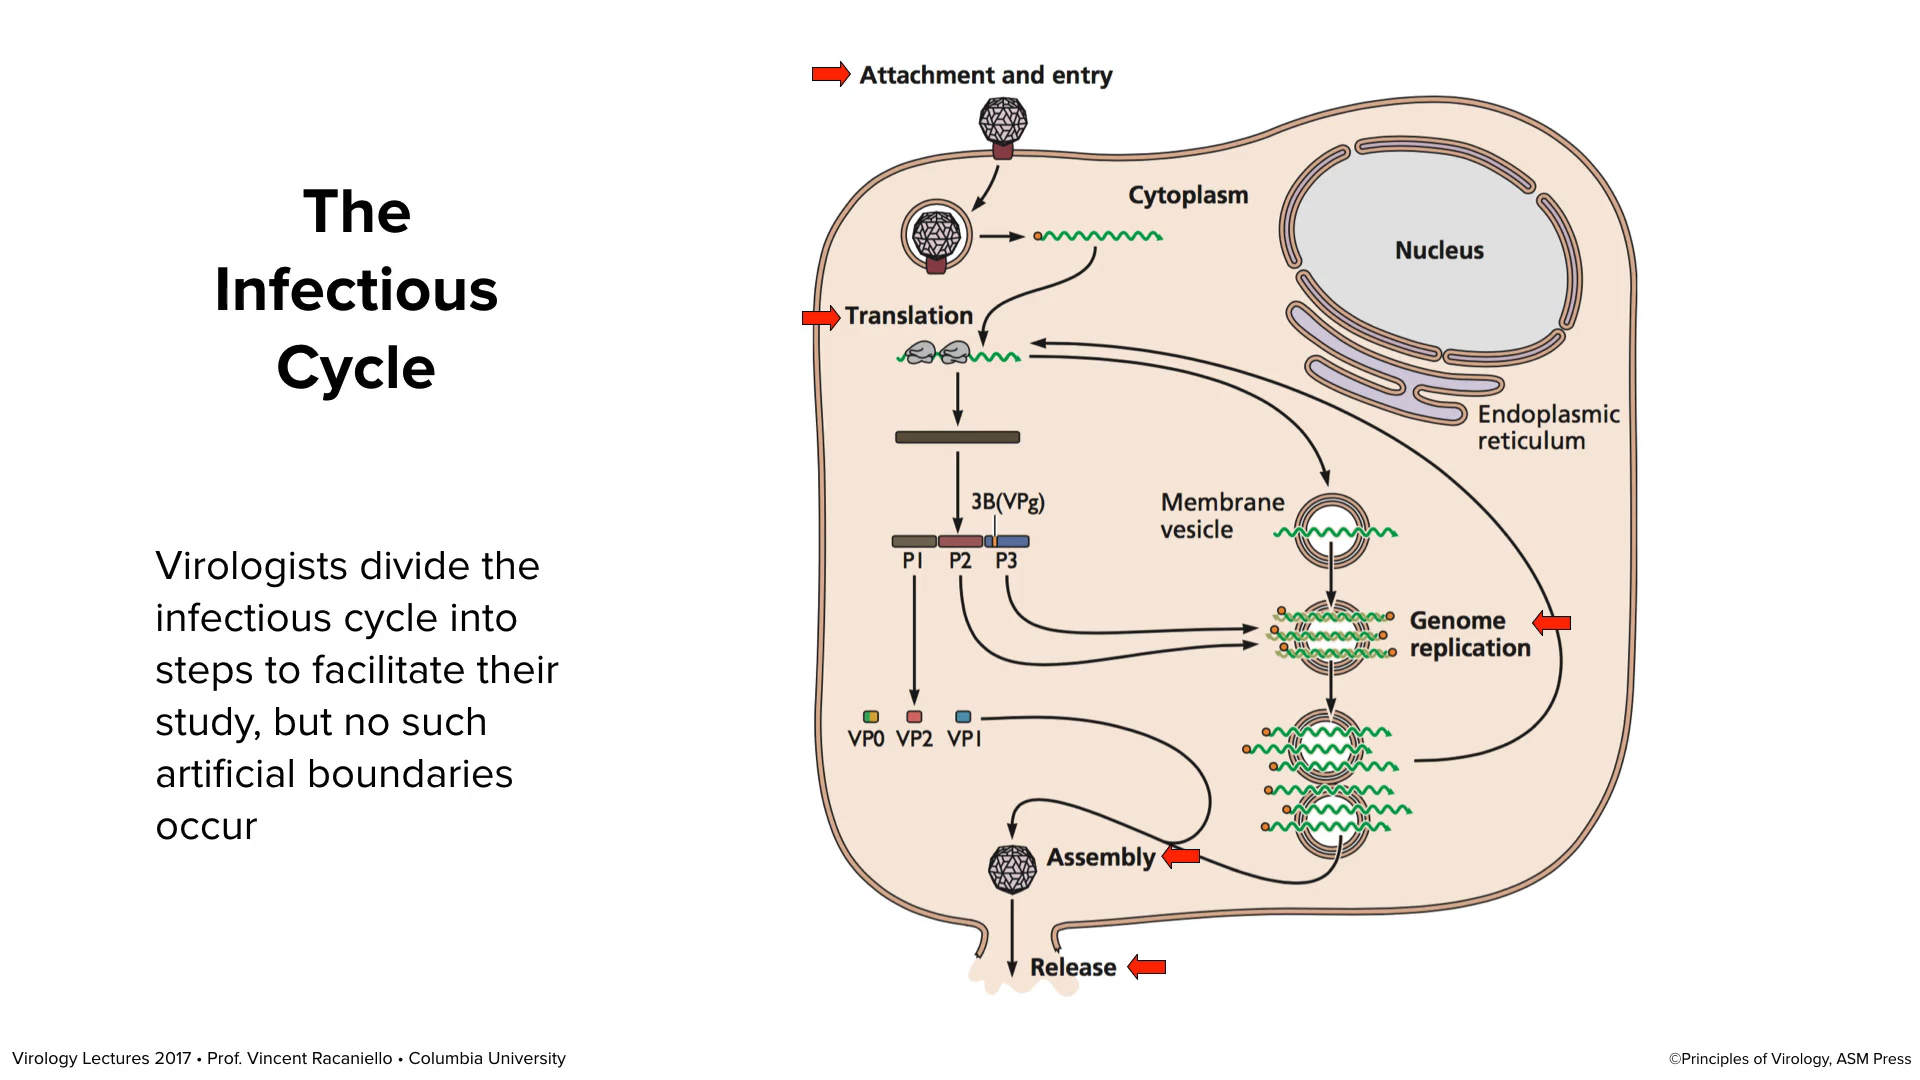 The
Infectious
Cycle
Virologists divide the
infectious cycle into
steps to facilitate their
study, but no such
artificial boundaries
occur
Attachment and entry
Cytoplasm
Nucleus
Translation
Endoplasmic
reticulum
3B(VPg)
Membrane
vesicle
P1 P2 P3
Genome
replication
VP0 VP2 VP1
Assembly
Release
Virology Lectures 2017 • Prof. Vincent Racaniello • Columbia University
©Principles of Virology, ASM Press